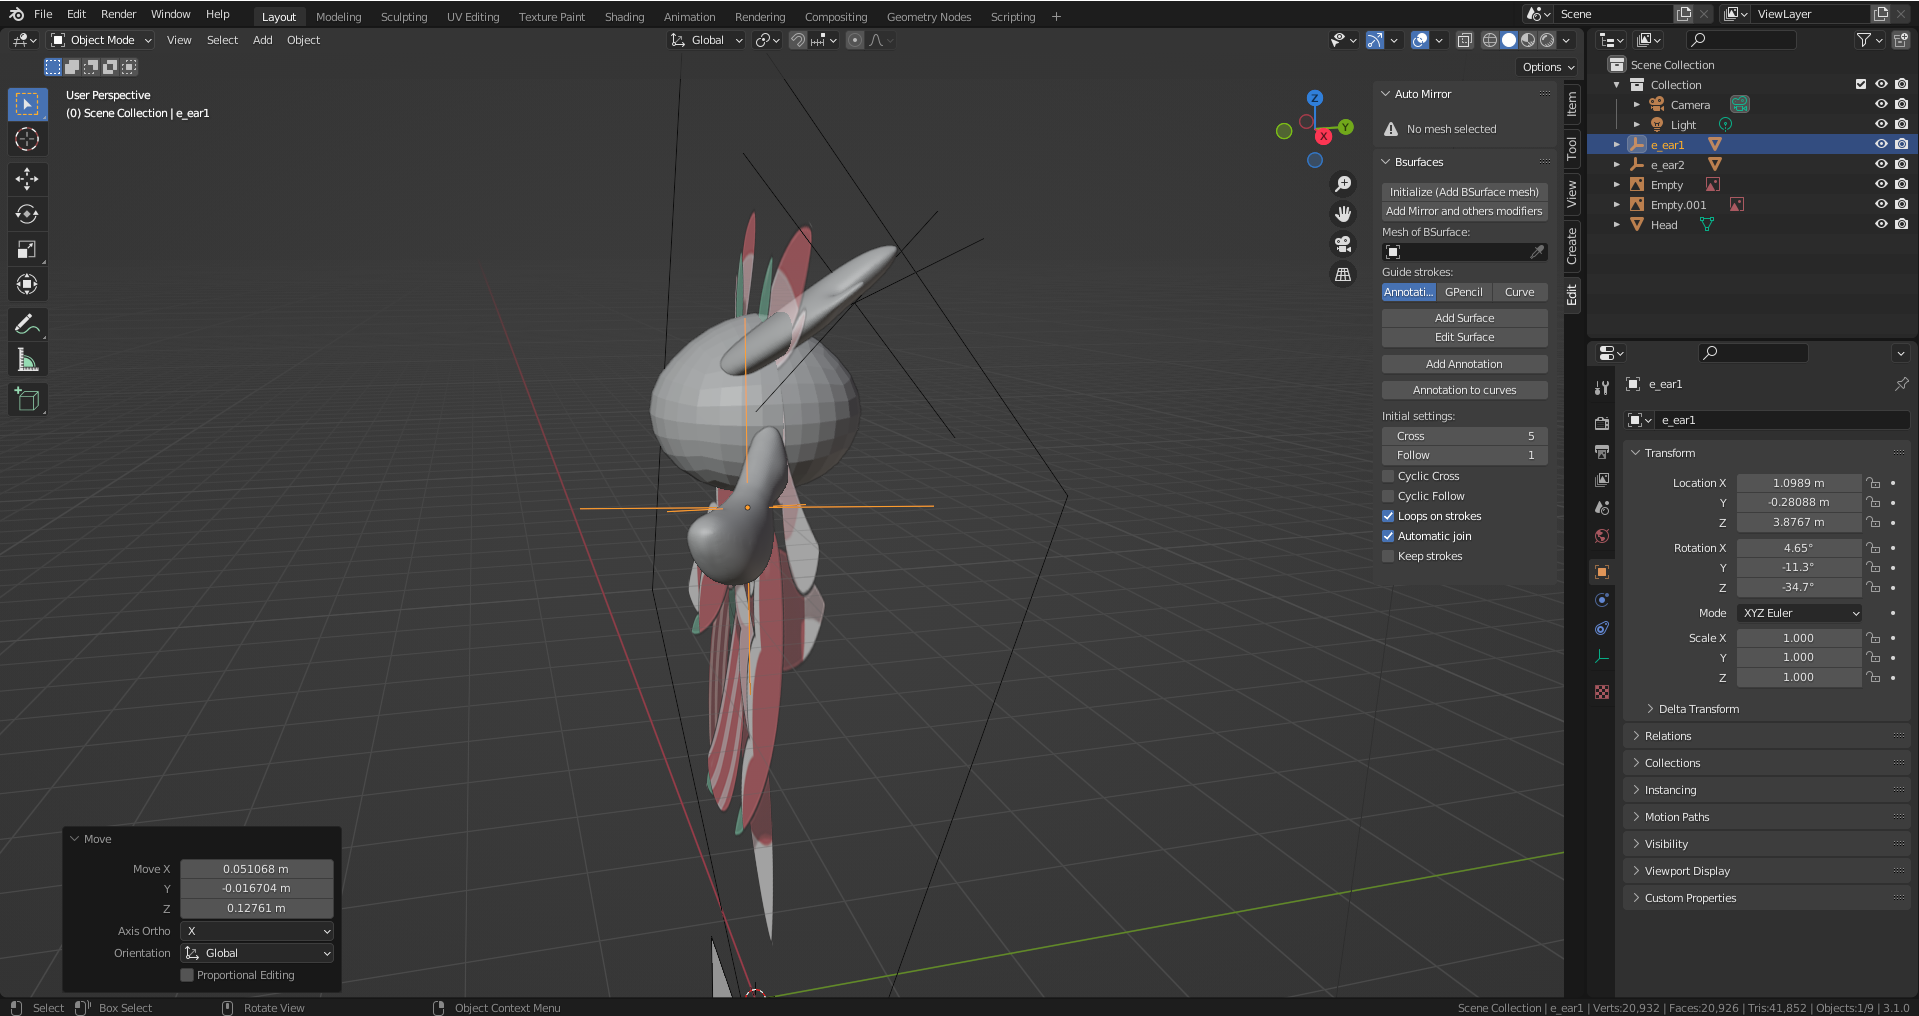 File Edit Render Window Help Layout Modeling Sculpting UV Editing Texture Paint Shading Animation Rendering Compositing Geometry Nodes Scripting + Scene ViewLayer
Object Mode View Select Add Object Global
Options
User Perspective
(0) Scene Collection | e_ear1
Z
Y
X
Auto Mirror
No mesh selected
Bsurfaces
Initialize (Add BSurface mesh)
Add Mirror and others modifiers
Mesh of BSurface:
Guide strokes:
Annotati... GPencil Curve
Add Surface
Edit Surface
Add Annotation
Annotation to curves
Initial settings:
Cross 5
Follow 1
Cyclic Cross
Cyclic Follow
Loops on strokes
Automatic join
Keep strokes
Item
Tool
View
Create
Edit
Scene Collection
Collection
Camera
Light
e_ear1
e_ear2
Empty
Empty.001
Head
e_ear1
e_ear1
Transform
Location X 1.0989 m
Y -0.28088 m
Z 3.8767 m
Rotation X 4.65°
Y -11.3°
Z -34.7°
Mode XYZ Euler
Scale X 1.000
Y 1.000
Z 1.000
Delta Transform
Relations
Collections
Instancing
Motion Paths
Visibility
Viewport Display
Custom Properties
Move
Move X 0.051068 m
Y -0.016704 m
Z 0.12761 m
Axis Ortho X
Orientation Global
Proportional Editing
Select Box Select Rotate View Object Context Menu Scene Collection | e_ear1 | Verts:20,932 | Faces:20,926 | Tris:41,852 | Objects:1/9 | 3.1.0